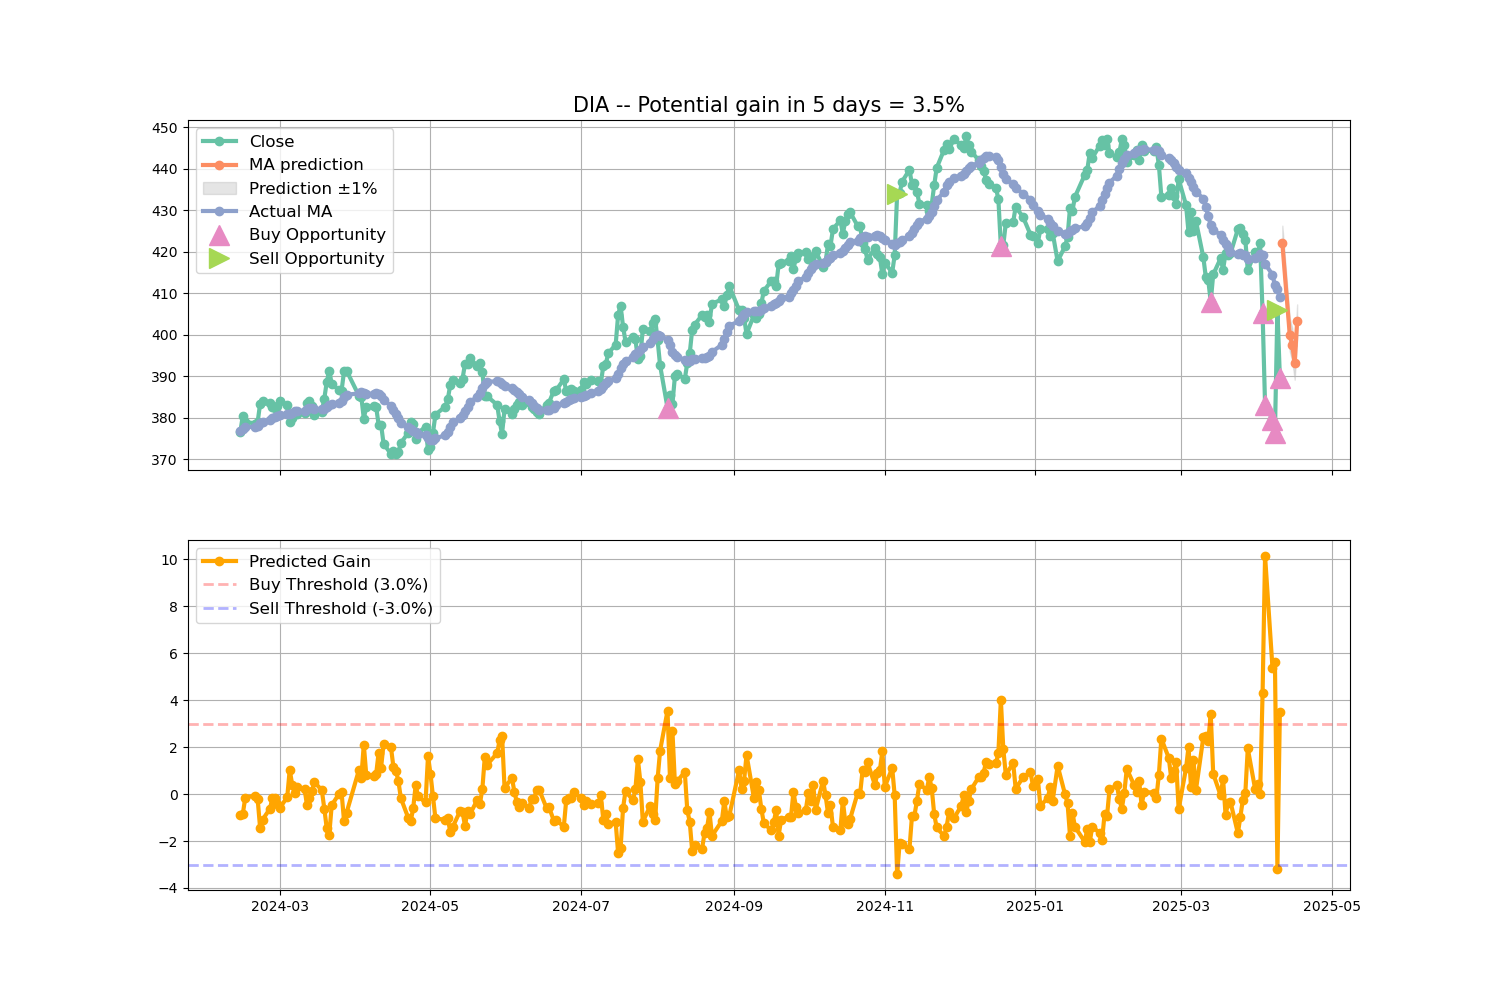 DIA -- Potential gain in 5 days = 3.5%
450
440
430
420
410
400
390
380
370
Close
MA prediction
Prediction ±1%
Actual MA
Buy Opportunity
Sell Opportunity
10
8
6
4
2
0
−2
−4
Predicted Gain
Buy Threshold (3.0%)
Sell Threshold (-3.0%)
2024-03
2024-05
2024-07
2024-09
2024-11
2025-01
2025-03
2025-05